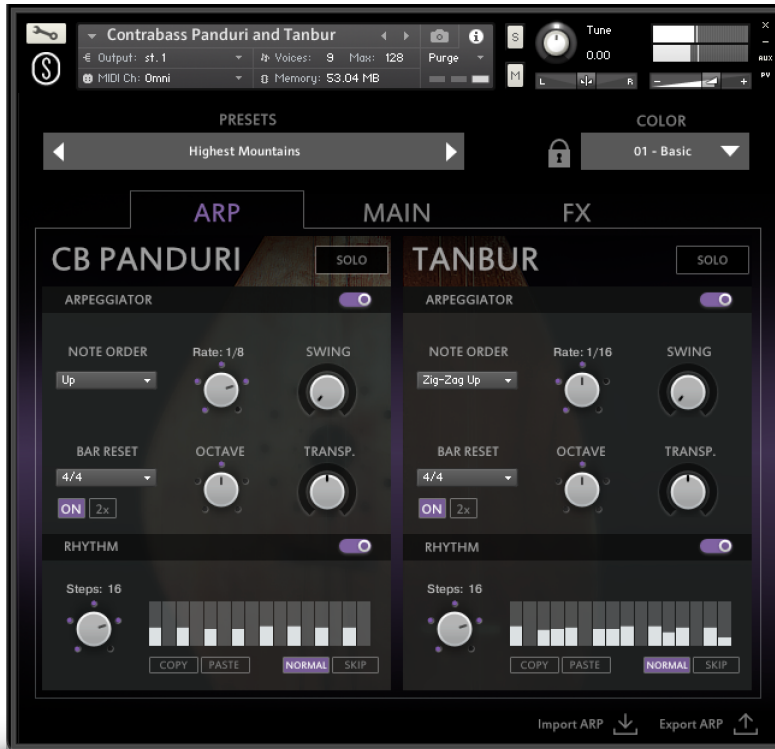 Contrabass Panduri and Tanbur
Output: st.1 Voices: 9 Max: 128 Purge
MIDI Ch: Omni Memory: 53.04 MB
S
M
Tune
0.00
L R - +
×
–
AUX
PV
PRESETS
Highest Mountains
COLOR
01 - Basic
ARP MAIN FX
CB PANDURI SOLO
ARPEGGIATOR
NOTE ORDER Rate: 1/8 SWING
Up
BAR RESET OCTAVE TRANSP.
4/4
ON 2x
RHYTHM
Steps: 16
COPY PASTE NORMAL SKIP
TANBUR SOLO
ARPEGGIATOR
NOTE ORDER Rate: 1/16 SWING
Zig-Zag Up
BAR RESET OCTAVE TRANSP.
4/4
ON 2x
RHYTHM
Steps: 16
COPY PASTE NORMAL SKIP
Import ARP Export ARP